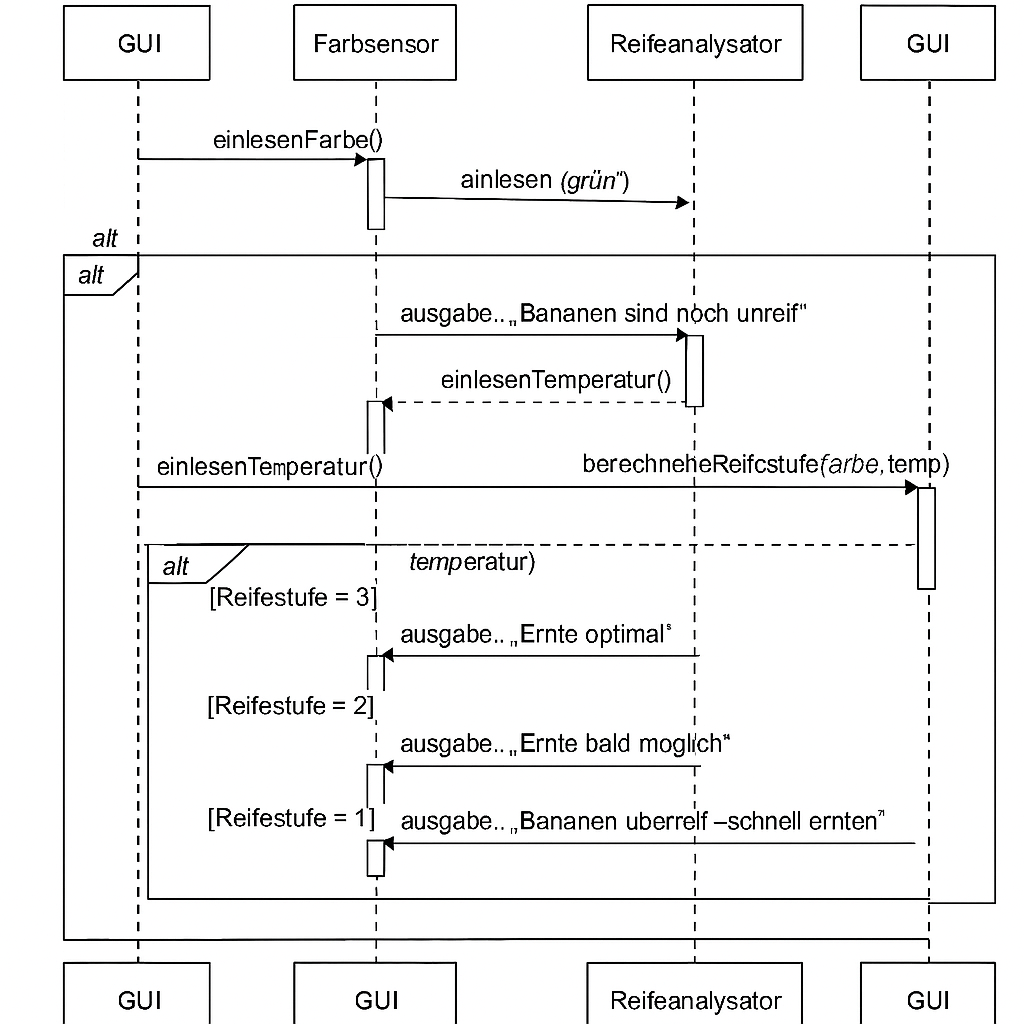 GUI
Farbsensor
Reifeanalysator
GUI
einlesenFarbe()
ainlesen (grün")
alt
alt
ausgabe..„Bananen sind noch unreif"
einlesenTemperatur()
einlesenTemperatur()
berechneheReifcstufe(arbe,temp)
alt
temperatur)
[Reifestufe = 3]
ausgabe..„Ernte optimal"
[Reifestufe = 2]
ausgabe..„Ernte bald moglich"
[Reifestufe = 1]
ausgabe..„Bananen uberrelf –schnell ernten"
GUI
GUI
Reifeanalysator
GUI